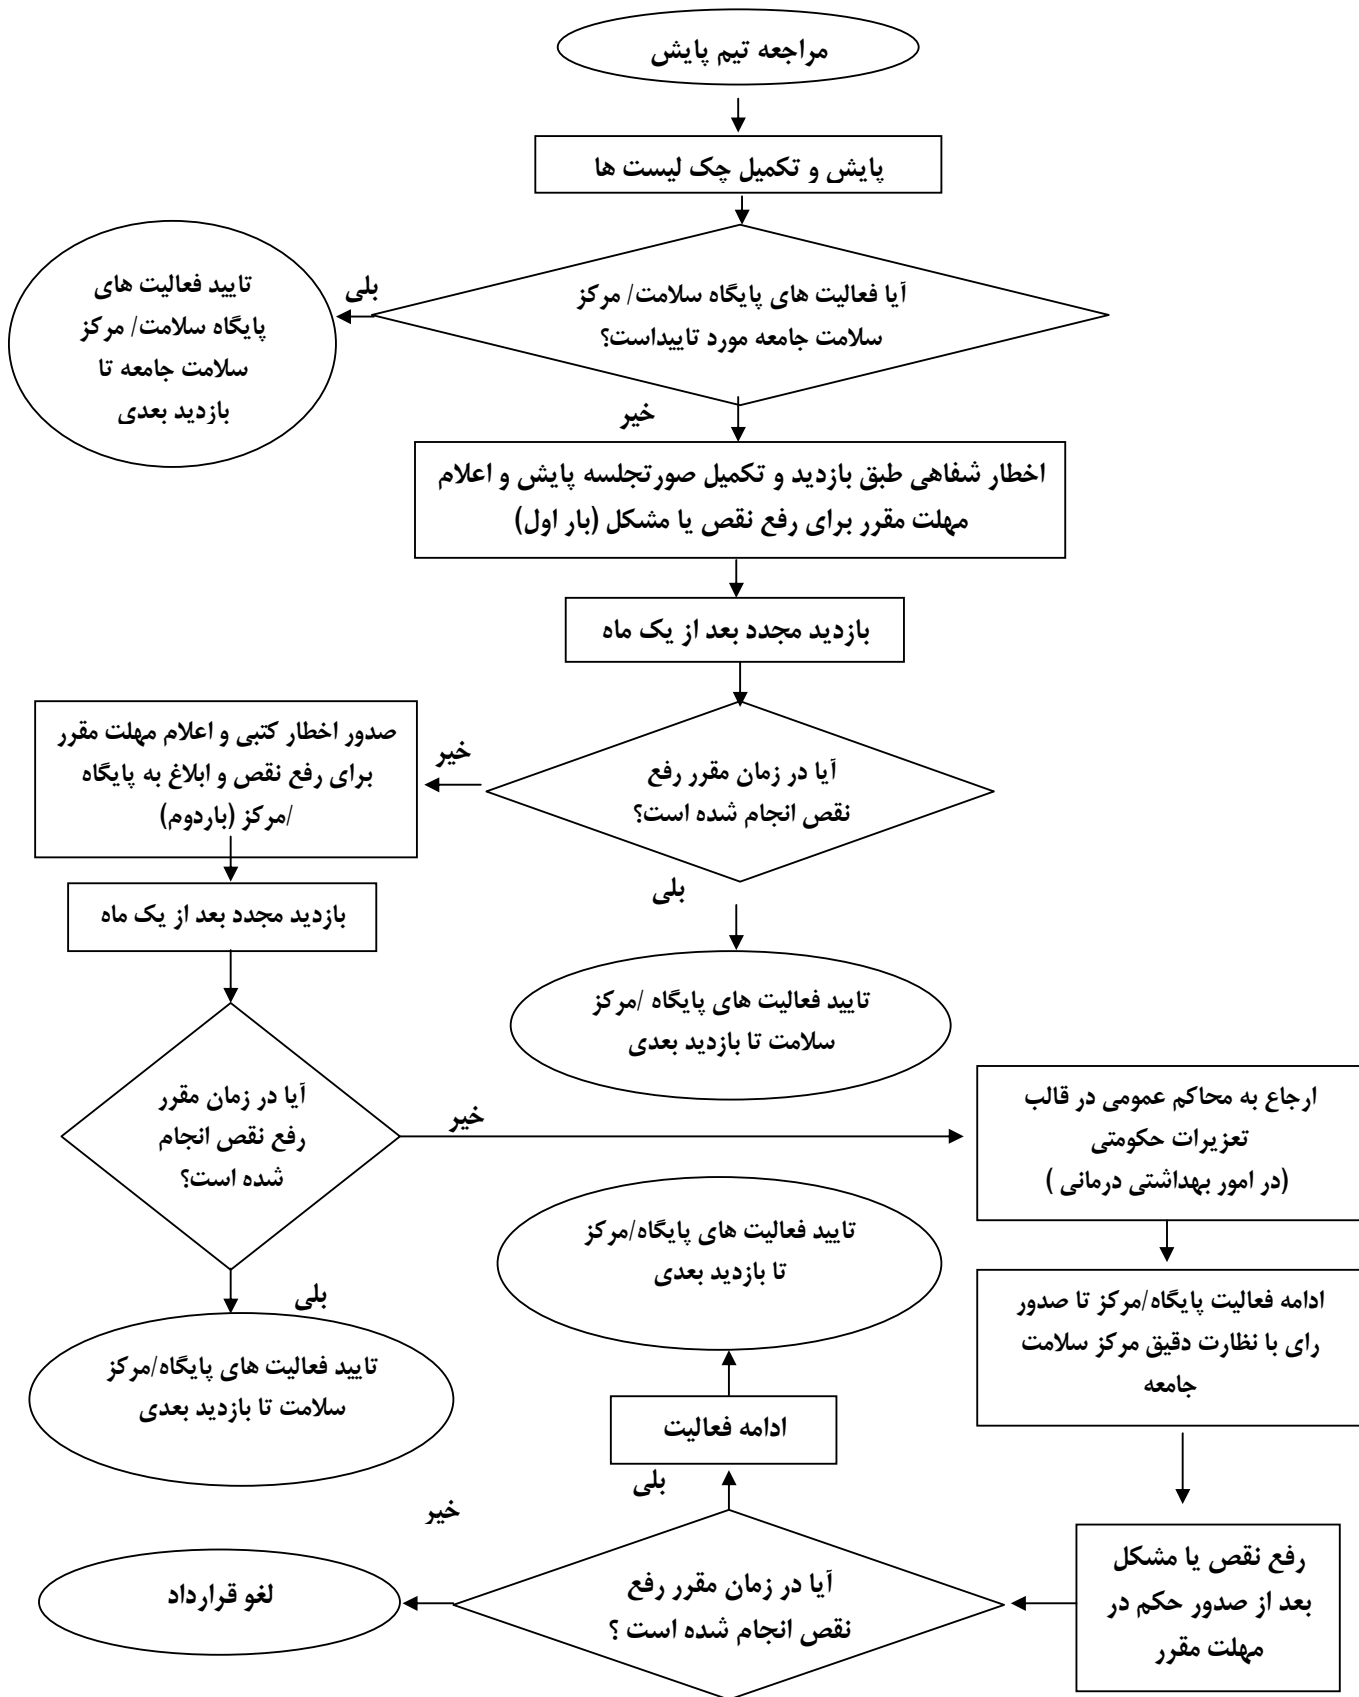 مراجعه تیم پایش
پایش و تکمیل چک لیست ها
آیا فعالیت های پایگاه سلامت/ مرکز
سلامت جامعه مورد تاییداست؟
بلی
تایید فعالیت های
پایگاه سلامت/ مرکز
سلامت جامعه تا
بازدید بعدی
خیر
اخطار شفاهی طبق بازدید و تکمیل صورتجلسه پایش و اعلام
مهلت مقرر برای رفع نقص یا مشکل (بار اول)
بازدید مجدد بعد از یک ماه
آیا در زمان مقرر رفع
نقص انجام شده است؟
خیر
صدور اخطار کتبی و اعلام مهلت مقرر
برای رفع نقص و ابلاغ به پایگاه
/مرکز (باردوم)
بلی
تایید فعالیت های پایگاه /مرکز
سلامت تا بازدید بعدی
بازدید مجدد بعد از یک ماه
آیا در زمان مقرر
رفع نقص انجام
شده است؟
خیر
ارجاع به محاکم عمومی در قالب
تعزیرات حکومتی
(در امور بهداشتی درمانی )
بلی
تایید فعالیت های پایگاه/مرکز
سلامت تا بازدید بعدی
ادامه فعالیت پایگاه/مرکز تا صدور
رای با نظارت دقیق مرکز سلامت
جامعه
رفع نقص یا مشکل
بعد از صدور حکم در
مهلت مقرر
آیا در زمان مقرر رفع
نقص انجام شده است ؟
بلی
ادامه فعالیت
تایید فعالیت های پایگاه/مرکز
تا بازدید بعدی
خیر
لغو قرارداد